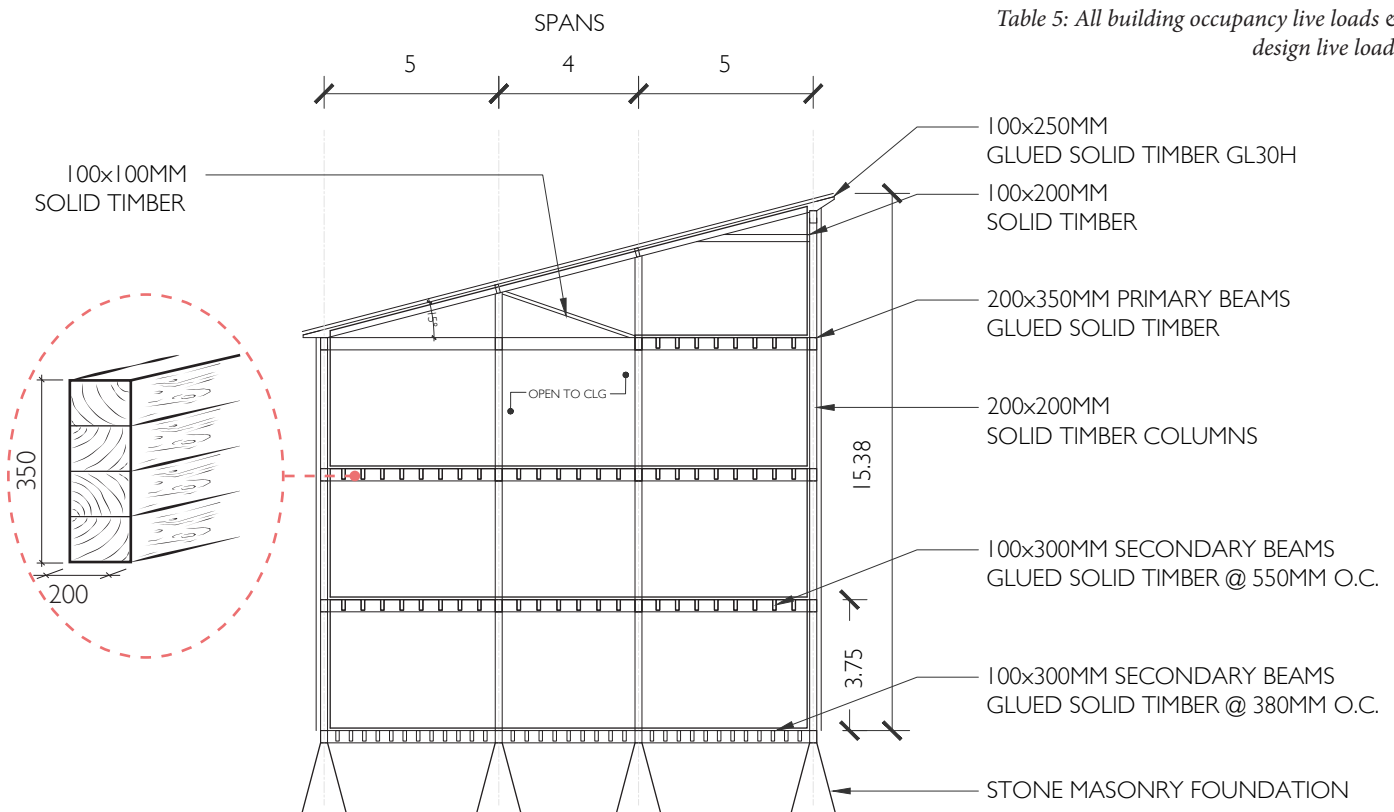 SPANS
Table 5: All building occupancy live loads &
design live load
5
4
5
100x100MM
SOLID TIMBER
100x250MM
GLUED SOLID TIMBER GL30H
100x200MM
SOLID TIMBER
15°
200x350MM PRIMARY BEAMS
GLUED SOLID TIMBER
OPEN TO CLG
200x200MM
SOLID TIMBER COLUMNS
15.38
350
200
100x300MM SECONDARY BEAMS
GLUED SOLID TIMBER @ 550MM O.C.
3.75
100x300MM SECONDARY BEAMS
GLUED SOLID TIMBER @ 380MM O.C.
STONE MASONRY FOUNDATION